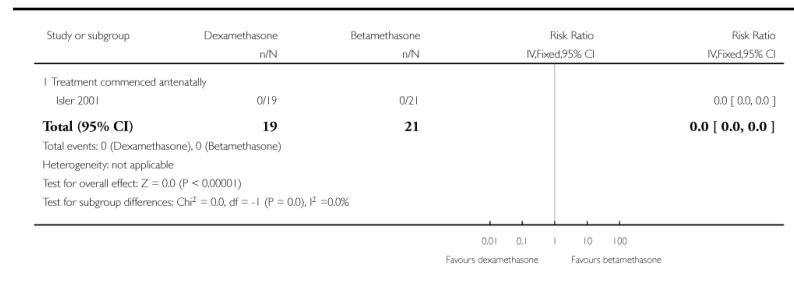 Study or subgroup Dexamethasone Betamethasone Risk Ratio Risk Ratio
n/N n/N IV,Fixed,95% CI IV,Fixed,95% CI
1 Treatment commenced antenatally
Isler 2001 0/19 0/21 0.0 [ 0.0, 0.0 ]
Total (95% CI) 19 21 0.0 [ 0.0, 0.0 ]
Total events: 0 (Dexamethasone), 0 (Betamethasone)
Heterogeneity: not applicable
Test for overall effect: Z = 0.0 (P < 0.00001)
Test for subgroup differences: Chi² = 0.0, df = -1 (P = 0.0), I² =0.0%
0.01 0.1 1 10 100
Favours dexamethasone Favours betamethasone